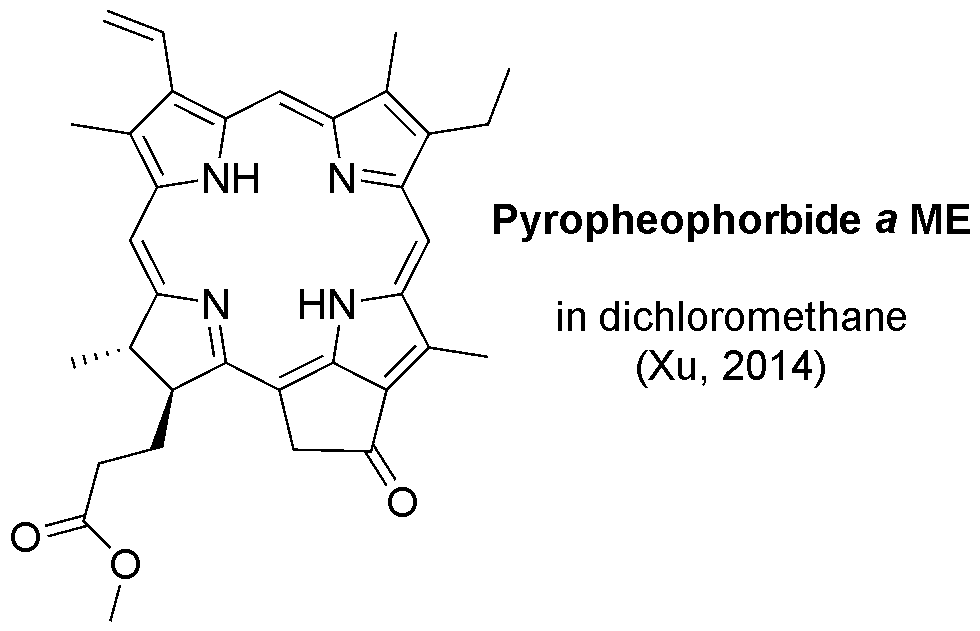 NH
N
Pyropheophorbide a ME
N
HN
in dichloromethane
(Xu, 2014)
O
O
O